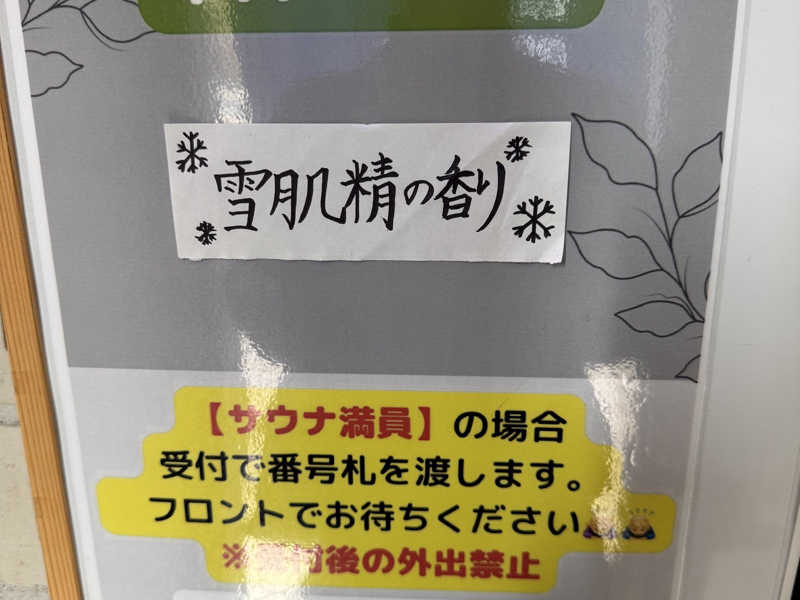 雪肌精の香り
【サウナ満員】の場合
受付で番号札を渡します。
フロントでお待ちください
※受付後の外出禁止